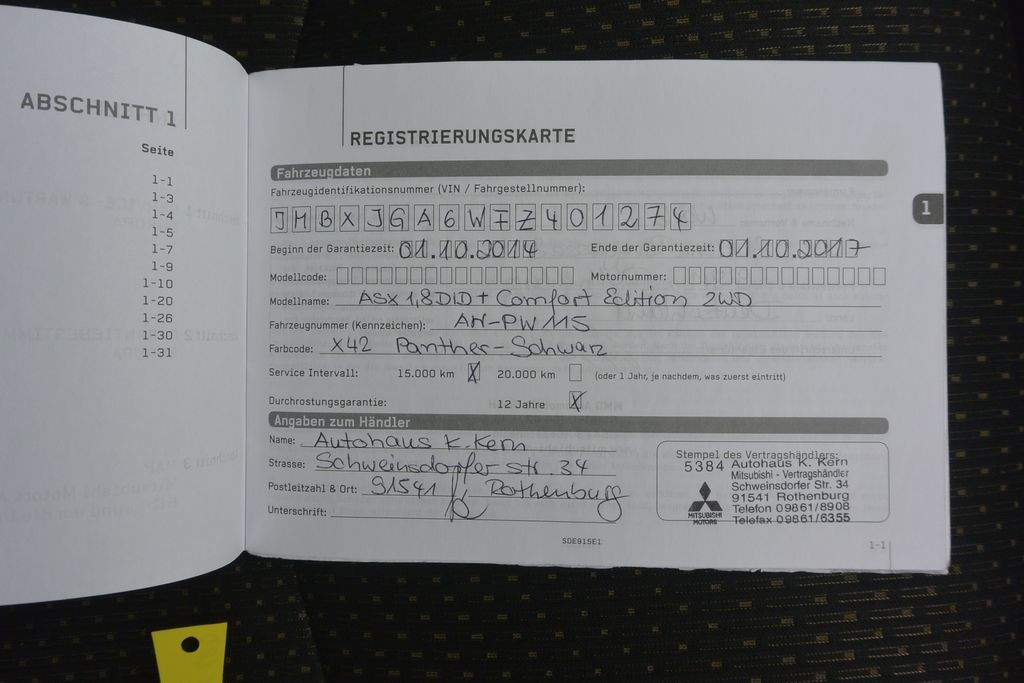 ABSCHNITT 1
Seite
1-1
1-3
1-4
1-5
1-7
1-9
1-10
1-20
1-26
1-30
1-31
REGISTRIERUNGSKARTE
Fahrzeugdaten
Fahrzeugidentifikationsnummer (VIN / Fahrgestellnummer):
JMBXJGA6WFZ401274
Beginn der Garantiezeit: 01.10.2014 Ende der Garantiezeit: 01.10.2017
Modellcode: Motornummer:
Modellname: ASX 1,8 DID+ Comfort Edition 2WD
Fahrzeugnummer (Kennzeichen): AN-PW 115
Farbcode: X42 Panther-Schwarz
Service Intervall: 15.000 km X 20.000 km (oder 1 Jahr, je nachdem, was zuerst eintritt)
Durchrostungsgarantie: 12 Jahre X
Angaben zum Händler
Name: Autohaus K. Kern
Strasse: Schweinsdorfer str. 34
Postleitzahl & Ort: 91541 Rothenburg
Unterschrift:
Stempel des Vertragshändlers:
5384 Autohaus K. Kern
Mitsubishi - Vertragshändler
Schweinsdorfer Str. 34
91541 Rothenburg
Telefon 09861/8908
Telefax 09861/6355
MITSUBISHI
MOTORS
SDE915E1
1-1
1